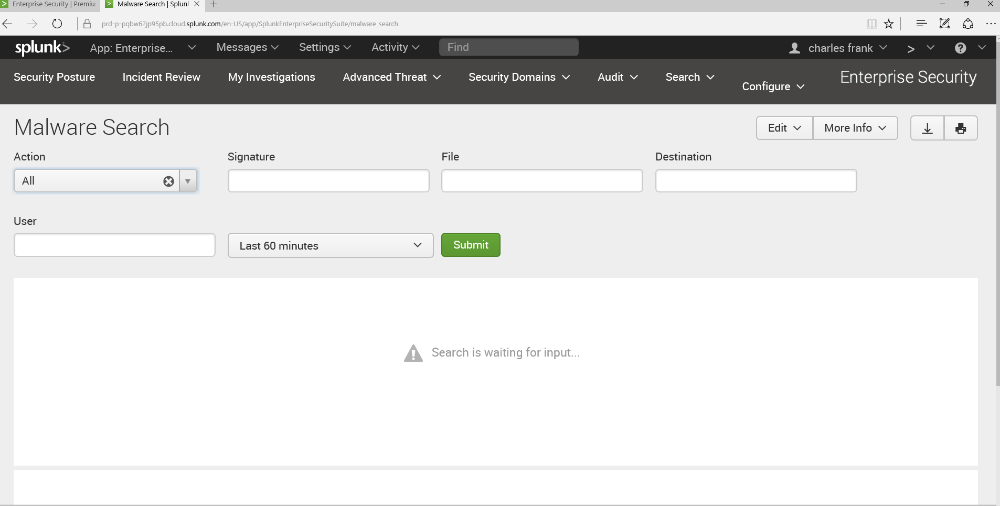 Enterprise Security | Premiu
Malware Search | Splunl
prd-p-pqbw62jp95pb.cloud.splunk.com/en-US/app/SplunkEnterpriseSecuritySuite/malware_search
splunk> App: Enterprise... Messages Settings Activity Find charles frank >
Security Posture Incident Review My Investigations Advanced Threat Security Domains Audit Search Configure Enterprise Security
Malware Search
Edit More Info
Action Signature File Destination
All
User
Last 60 minutes Submit
Search is waiting for input...